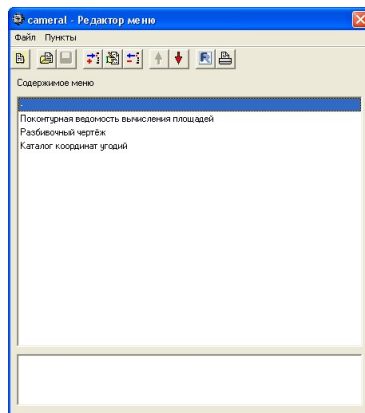 cameral - Редактор меню
Файл Пункты
Содержимое меню
-
Поконтурная ведомость вычисления площадей
Разбивочный чертёж
Каталог координат угодий